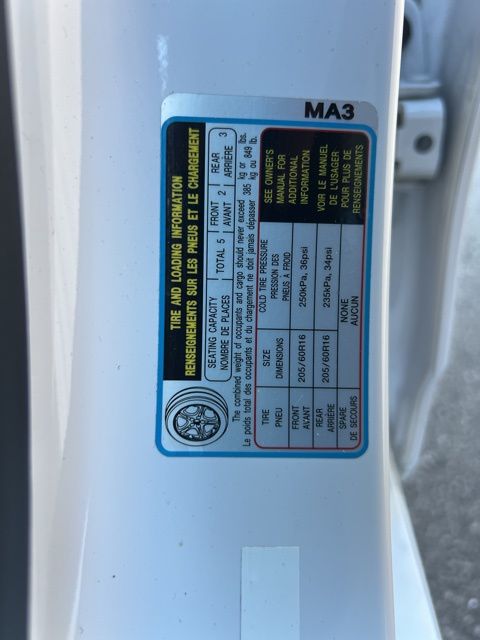 MA3
TIRE AND LOADING INFORMATION
RENSEIGNEMENTS SUR LES PNEUS ET LE CHARGEMENT
SEATING CAPACITY
NOMBRE DE PLACES
TOTAL 5
FRONT
AVANT
2
REAR
ARRIÈRE
3
The combined weight of occupants and cargo should never exceed 385 kg or 849 lbs.
Le poids total des occupants et du chargement ne doit jamais dépasser 385 kg ou 849 lb.
TIRE
PNEU
SIZE
DIMENSIONS
COLD TIRE PRESSURE
PRESSION DES
PNEUS À FROID
FRONT
AVANT
205/60R16
250kPa, 36psi
REAR
ARRIÈRE
205/60R16
235kPa, 34psi
SPARE
DE SECOURS
NONE
AUCUN
SEE OWNER'S
MANUAL FOR
ADDITIONAL
INFORMATION
VOIR LE MANUEL
DE L'USAGER
POUR PLUS DE
RENSEIGNEMENTS